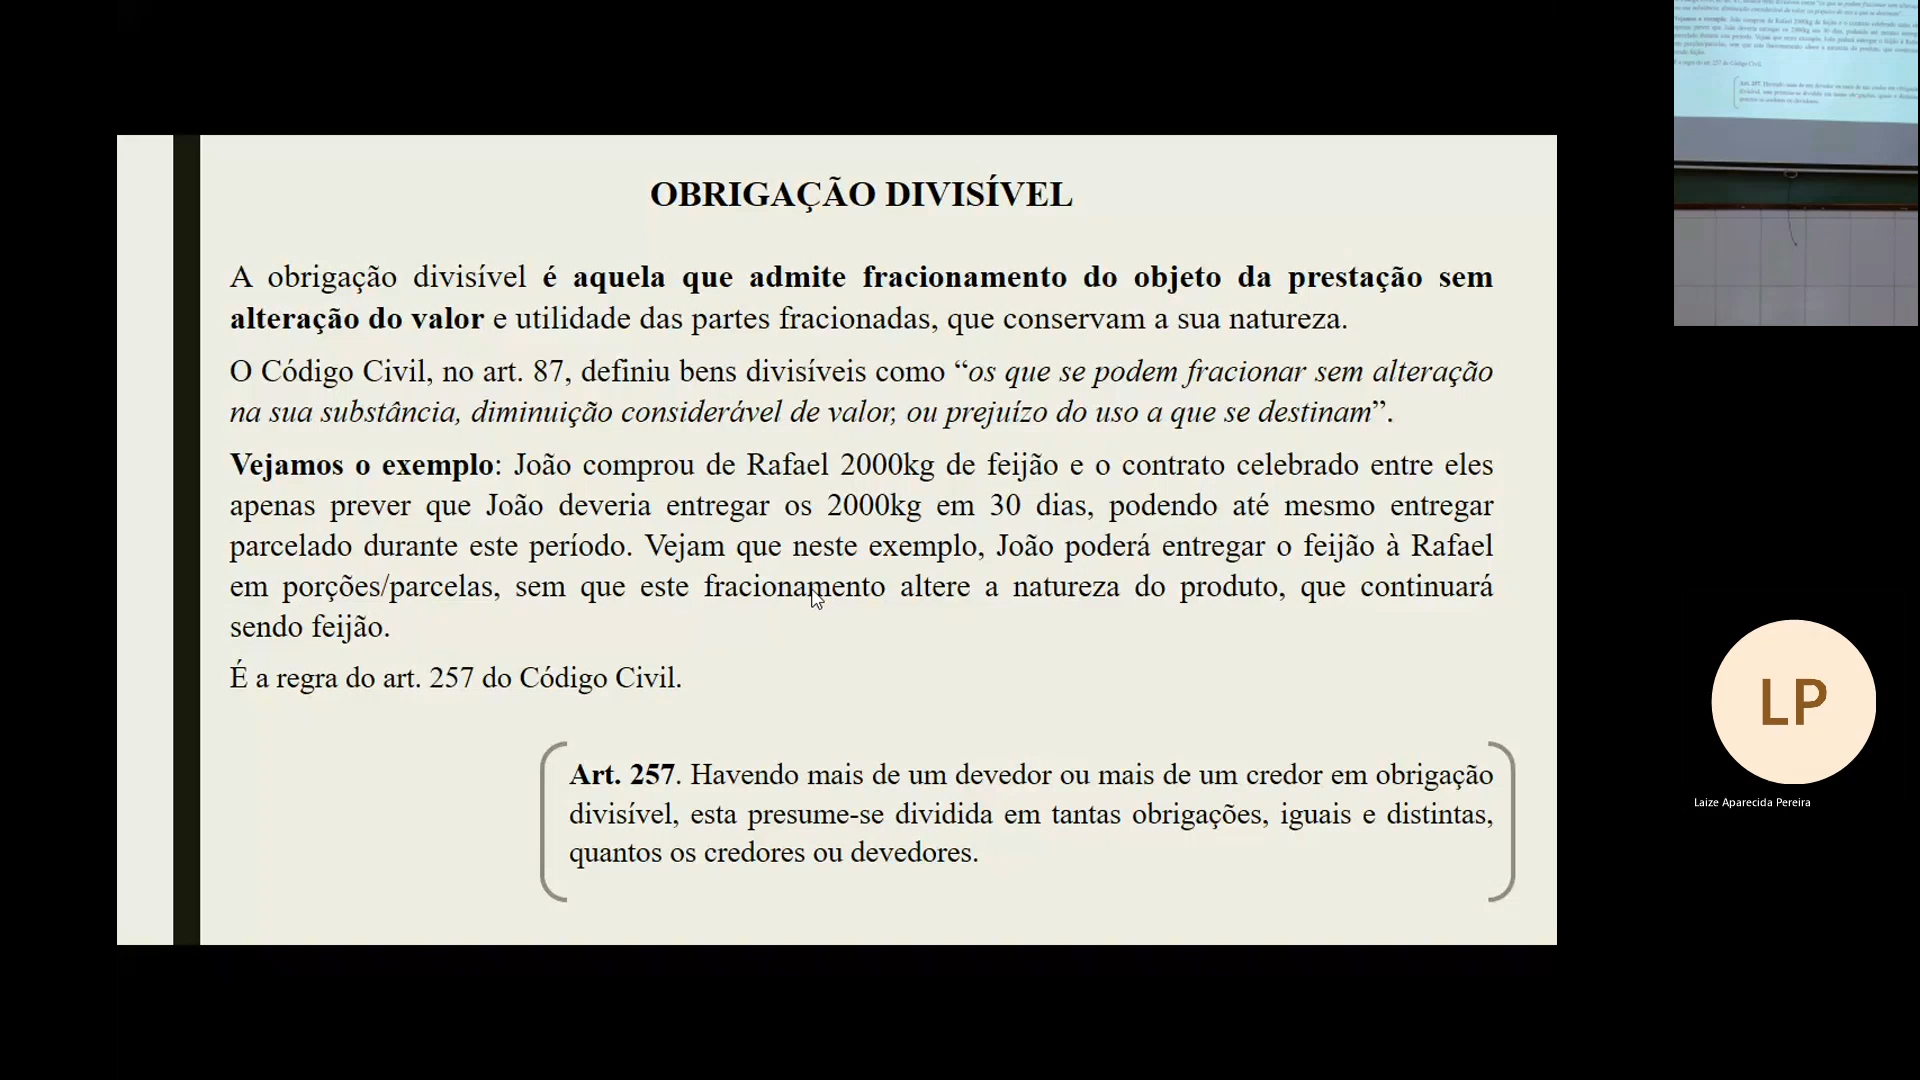 OBRIGAÇÃO DIVISÍVEL
A obrigação divisível é aquela que admite fracionamento do objeto da prestação sem
alteração do valor e utilidade das partes fracionadas, que conservam a sua natureza.
O Código Civil, no art. 87, definiu bens divisíveis como “os que se podem fracionar sem alteração
na sua substância, diminuição considerável de valor, ou prejuízo do uso a que se destinam”.
Vejamos o exemplo: João comprou de Rafael 2000kg de feijão e o contrato celebrado entre eles
apenas prever que João deveria entregar os 2000kg em 30 dias, podendo até mesmo entregar
parcelado durante este período. Vejam que neste exemplo, João poderá entregar o feijão à Rafael
em porções/parcelas, sem que este fracionamento altere a natureza do produto, que continuará
sendo feijão.
É a regra do art. 257 do Código Civil.
Art. 257. Havendo mais de um devedor ou mais de um credor em obrigação
divisível, esta presume-se dividida em tantas obrigações, iguais e distintas,
quantos os credores ou devedores.
LP
Laize Aparecida Pereira